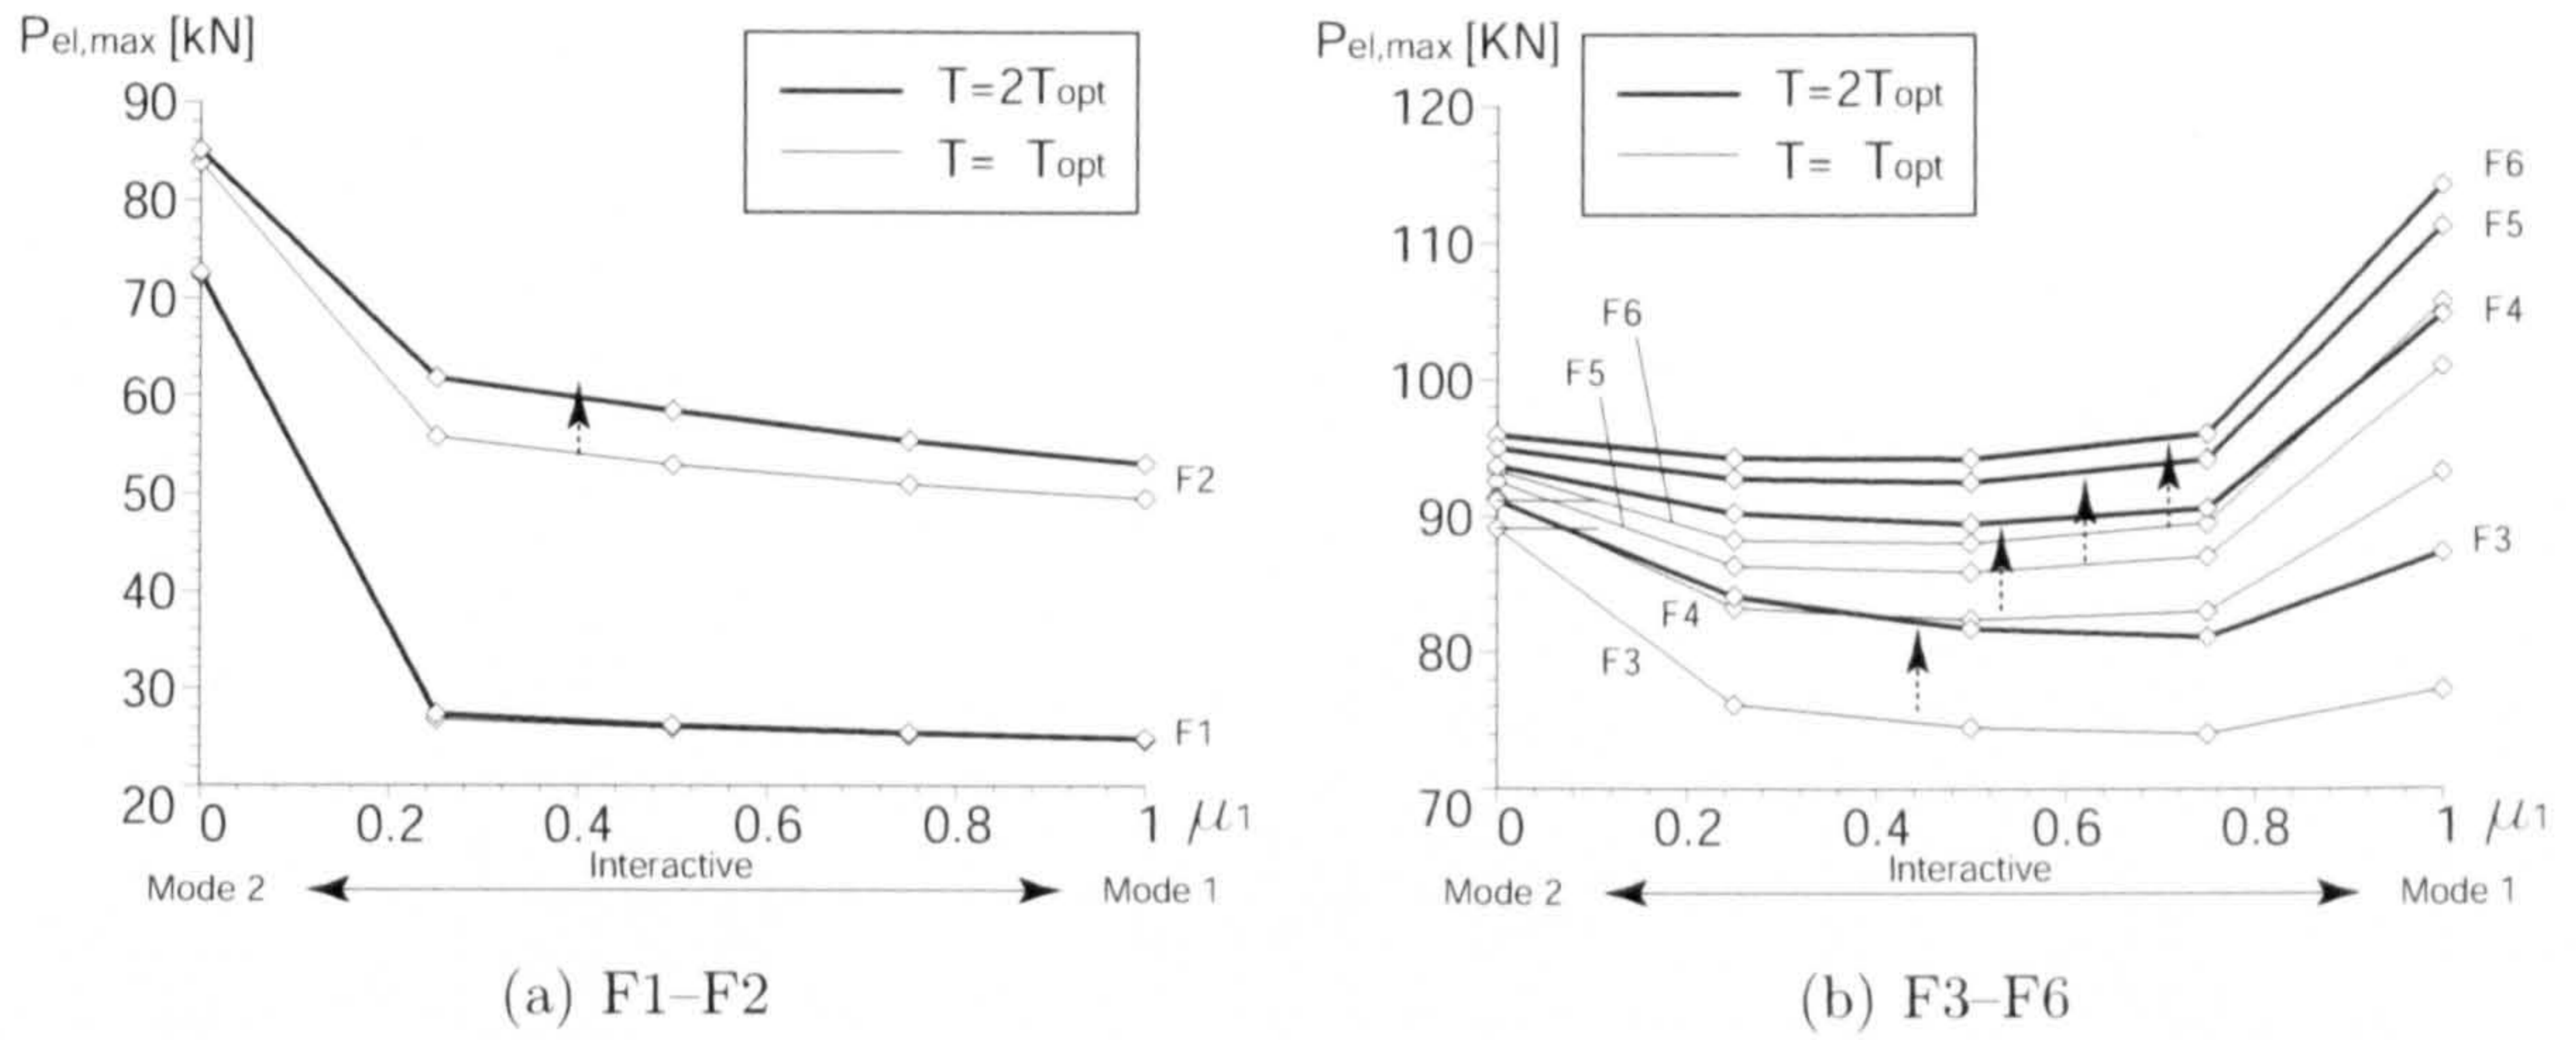 Pel,max [kN]
T=2Topt
T= Topt
90
80
70
60
50
40
30
20
F2
F1
0 0.2 0.4 0.6 0.8 1 μ1
Interactive
Mode 2 Mode 1
(a) F1–F2
Pel,max [KN]
T=2Topt
T= Topt
120
110
100
90
80
70
F6
F5
F4
F3
F6
F5
F4
F3
0 0.2 0.4 0.6 0.8 1 μ1
Interactive
Mode 2 Mode 1
(b) F3–F6